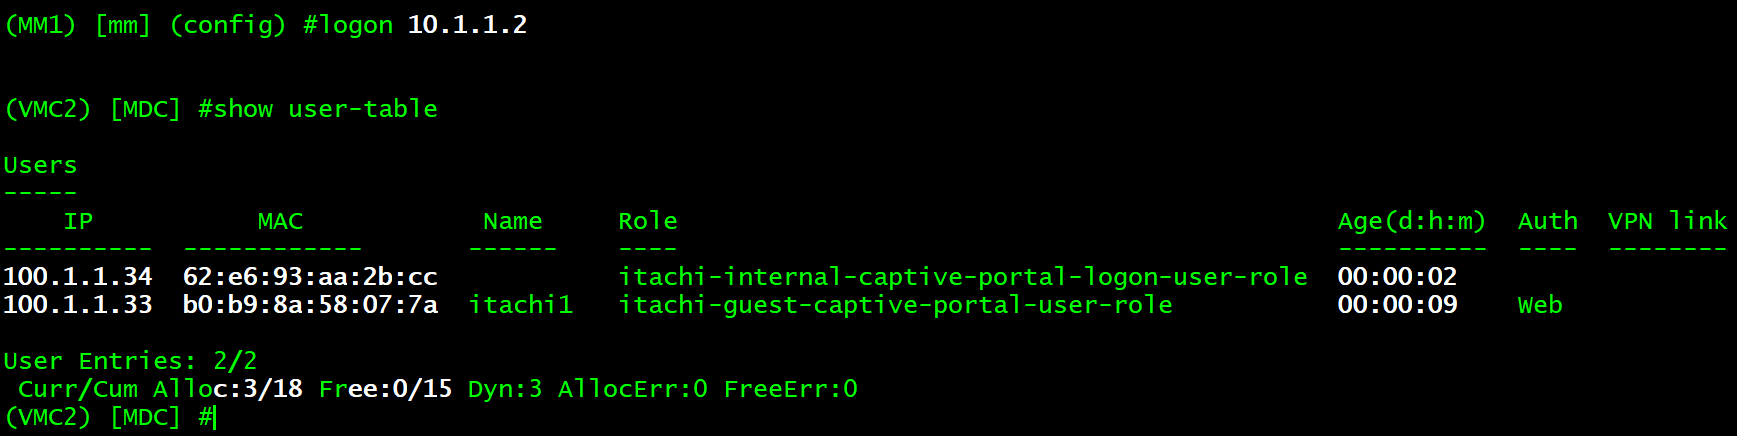 (MM1) [mm] (config) #logon 10.1.1.2
(VMC2) [MDC] #show user-table
Users
-----
IP MAC Name Role Age(d:h:m) Auth VPN link
---------- ------------ ------ ---- ---------- ---- --------
100.1.1.34 62:e6:93:aa:2b:cc itachi-internal-captive-portal-logon-user-role 00:00:02
100.1.1.33 b0:b9:8a:58:07:7a itachi1 itachi-guest-captive-portal-user-role 00:00:09 Web
User Entries: 2/2
Curr/Cum Alloc:3/18 Free:0/15 Dyn:3 AllocErr:0 FreeErr:0
(VMC2) [MDC] #